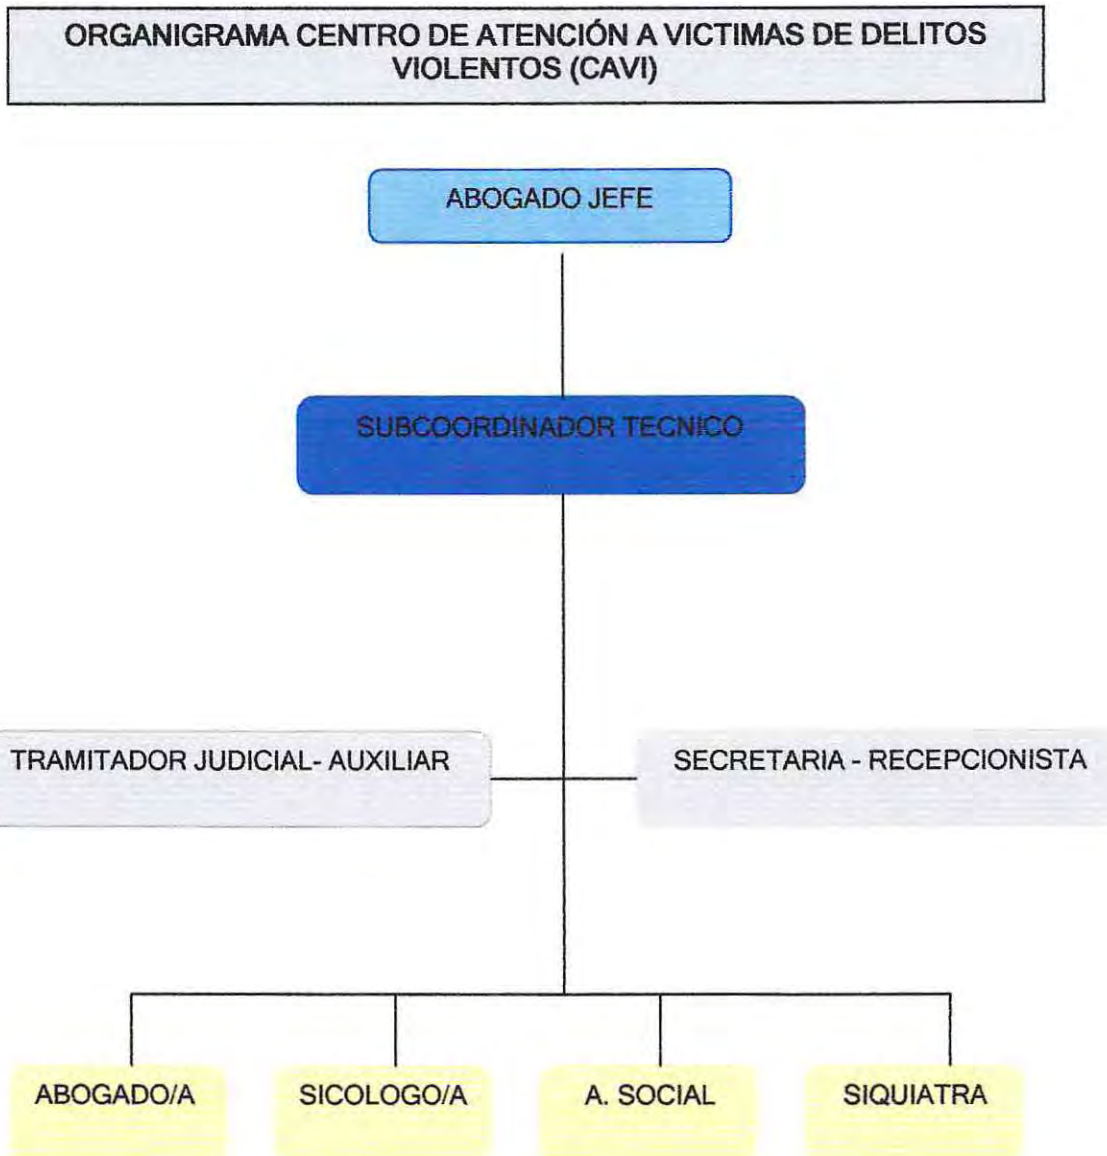 ORGANIGRAMA CENTRO DE ATENCIÓN A VICTIMAS DE DELITOS
VIOLENTOS (CAVI)
ABOGADO JEFE
SUBCOORDINADOR TECNICO
TRAMITADOR JUDICIAL- AUXILIAR
SECRETARIA - RECEPCIONISTA
ABOGADO/A
SICOLOGO/A
A. SOCIAL
SIQUIATRA